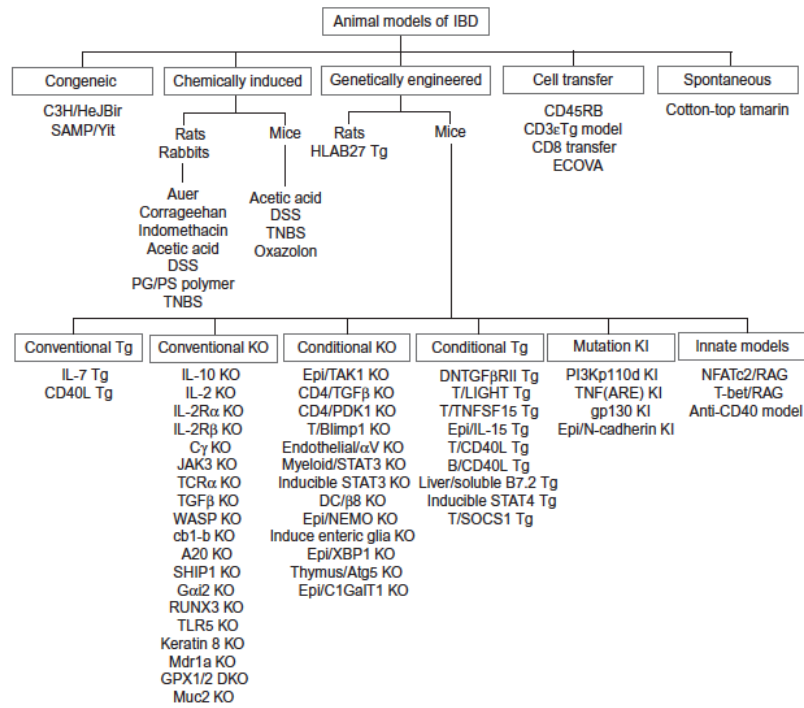 Animal models of IBD
Congeneic
C3H/HeJBir
SAMP/Yit
Chemically induced
Rats
Rabbits
Auer
Corrageehan
Indomethacin
Acetic acid
DSS
PG/PS polymer
TNBS
Mice
Acetic acid
DSS
TNBS
Oxazolon
Genetically engineered
Rats
HLAB27 Tg
Mice
Cell transfer
CD45RB
CD3εTg model
CD8 transfer
ECOVA
Spontaneous
Cotton-top tamarin
Conventional Tg
IL-7 Tg
CD40L Tg
Conventional KO
IL-10 KO
IL-2 KO
IL-2Rα KO
IL-2Rβ KO
Cγ KO
JAK3 KO
TCRα KO
TGFβ KO
WASP KO
cb1-b KO
A20 KO
SHIP1 KO
Gαi2 KO
RUNX3 KO
TLR5 KO
Keratin 8 KO
Mdr1a KO
GPX1/2 DKO
Muc2 KO
Conditional KO
Epi/TAK1 KO
CD4/TGFβ KO
CD4/PDK1 KO
T/Blimp1 KO
Endothelial/αV KO
Myeloid/STAT3 KO
Inducible STAT3 KO
DC/β8 KO
Epi/NEMO KO
Induce enteric glia KO
Epi/XBP1 KO
Thymus/Atg5 KO
Epi/C1GalT1 KO
Conditional Tg
DNTGFβRII Tg
T/LIGHT Tg
T/TNFSF15 Tg
Epi/IL-15 Tg
T/CD40L Tg
B/CD40L Tg
Liver/soluble B7.2 Tg
Inducible STAT4 Tg
T/SOCS1 Tg
Mutation KI
PI3Kp110d KI
TNF(ARE) KI
gp130 KI
Epi/N-cadherin KI
Innate models
NFATc2/RAG
T-bet/RAG
Anti-CD40 model